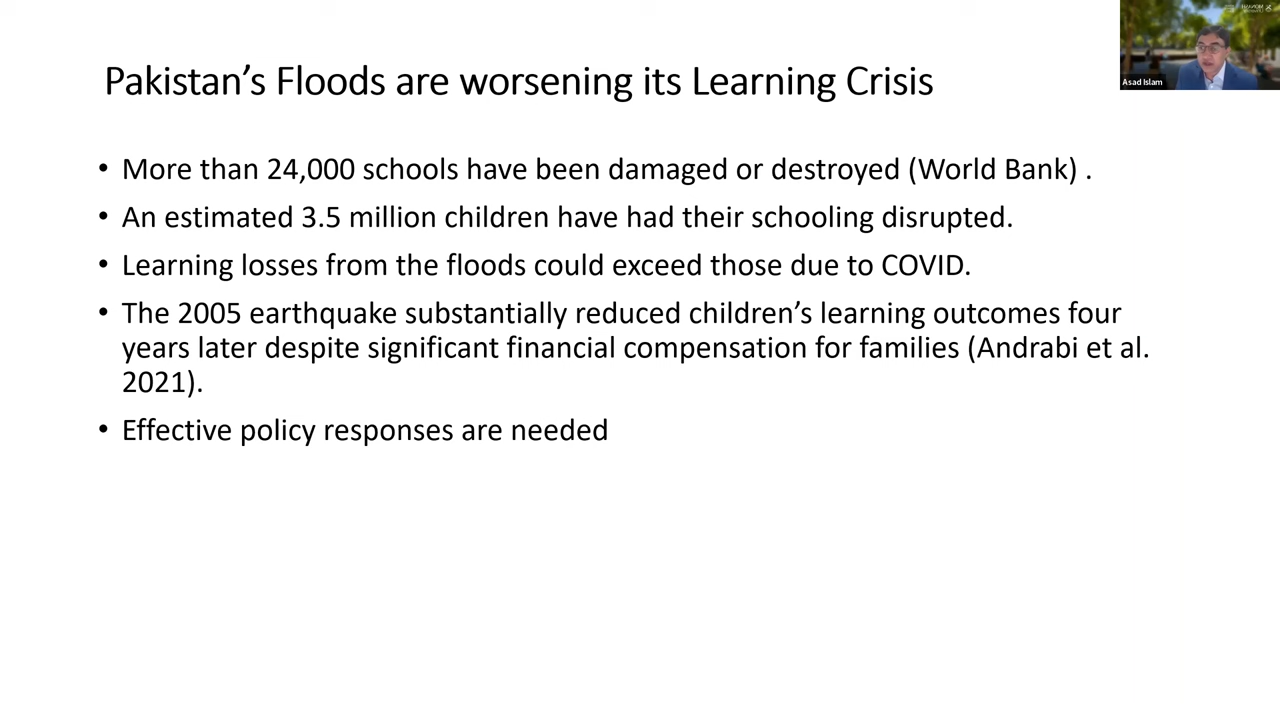 Pakistan’s Floods are worsening its Learning Crisis
• More than 24,000 schools have been damaged or destroyed (World Bank) .
• An estimated 3.5 million children have had their schooling disrupted.
• Learning losses from the floods could exceed those due to COVID.
• The 2005 earthquake substantially reduced children’s learning outcomes four
years later despite significant financial compensation for families (Andrabi et al.
2021).
• Effective policy responses are needed
Asad Islam